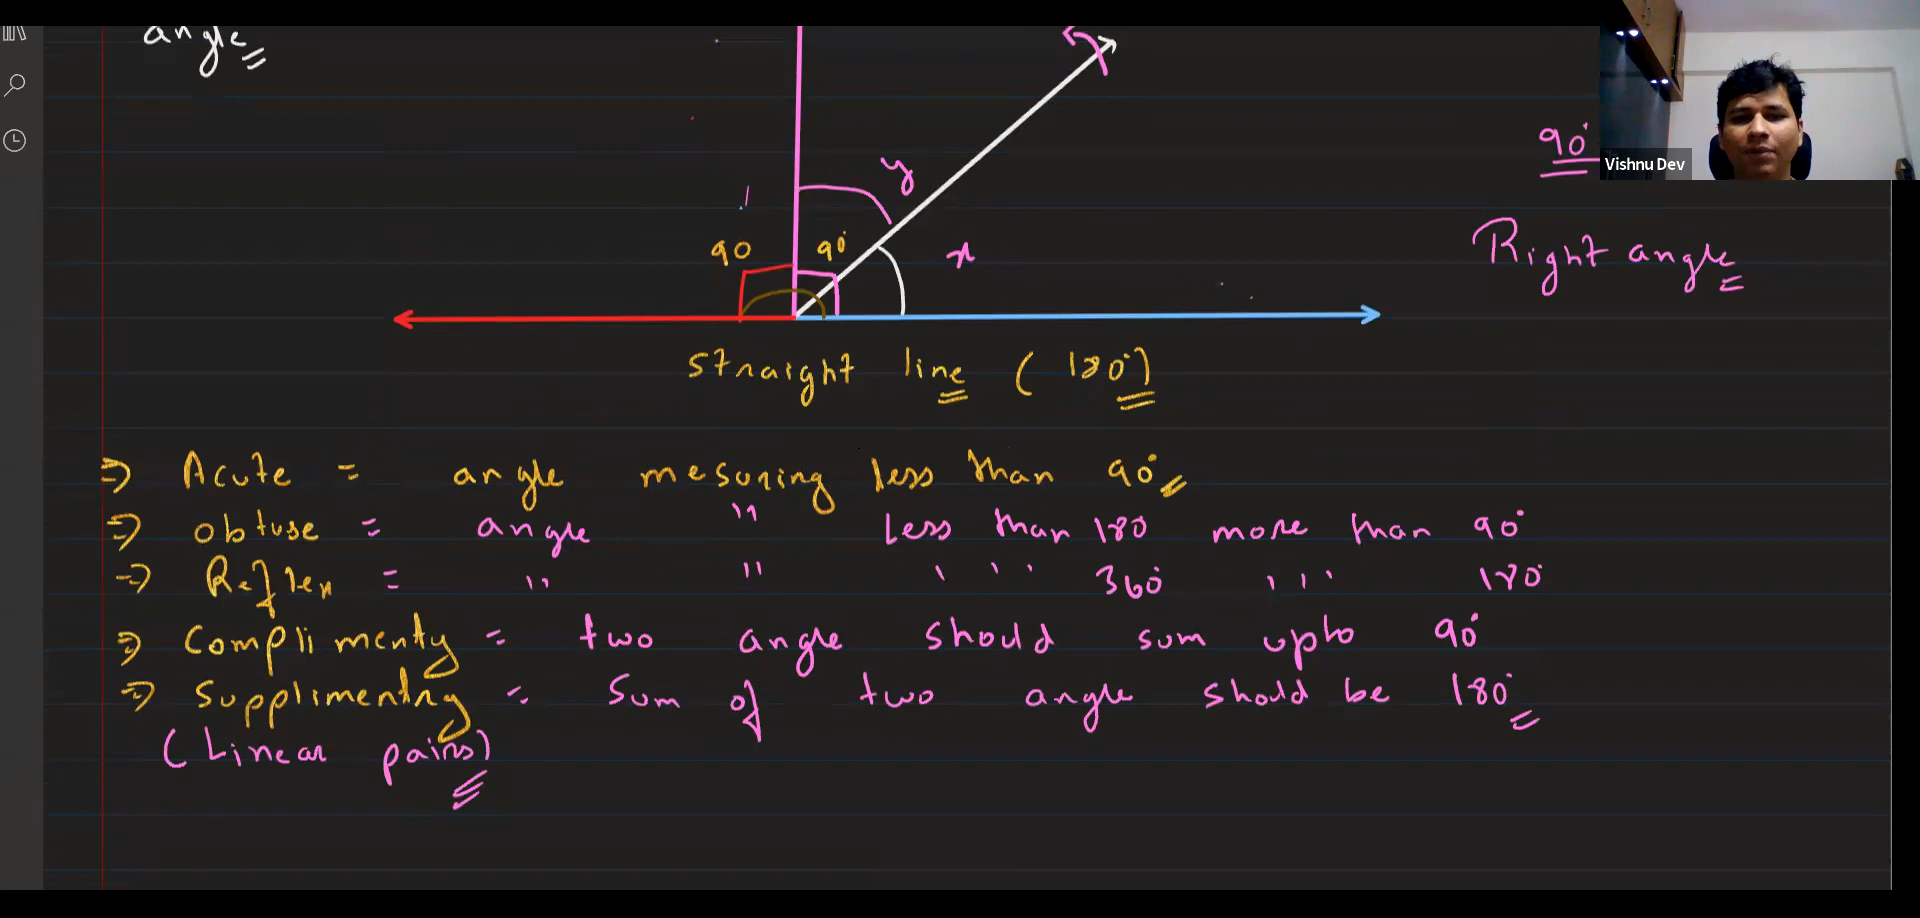 angle
90°
Vishnu Dev
y
90
90°
x
Right angle
straight line (180°)
⇒ Acute = angle mesuring less than 90°
⇒ obtuse = angle " Less than 180 more than 90°
⇒ Reflex = " " ' ' ' 360° ' ' ' 180°
⇒ Complimenty = two angle should sum upto 90°
⇒ Supplimentry = Sum of two angle should be 180°
(Linear pairs)